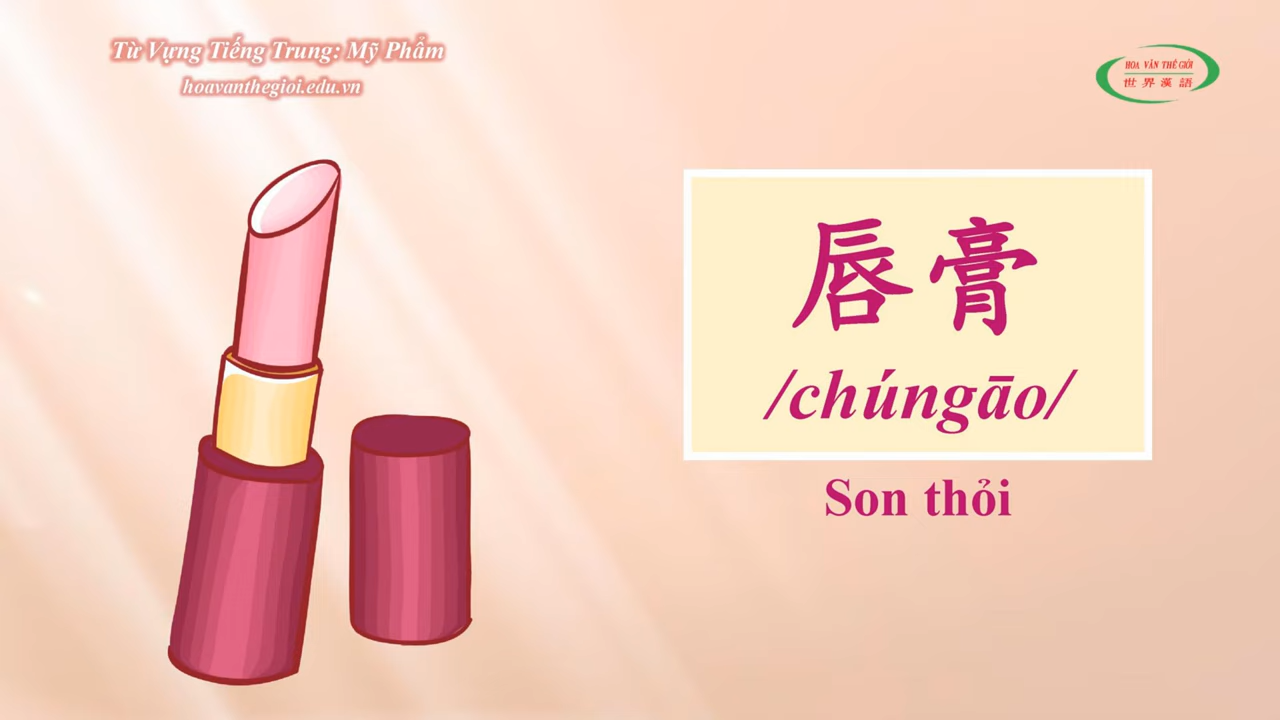 Từ Vựng Tiếng Trung: Mỹ Phẩm
hoavanthegioi.edu.vn
HOA VĂN THẾ GIỚI
世界漢語
唇膏
/chúngāo/
Son thỏi